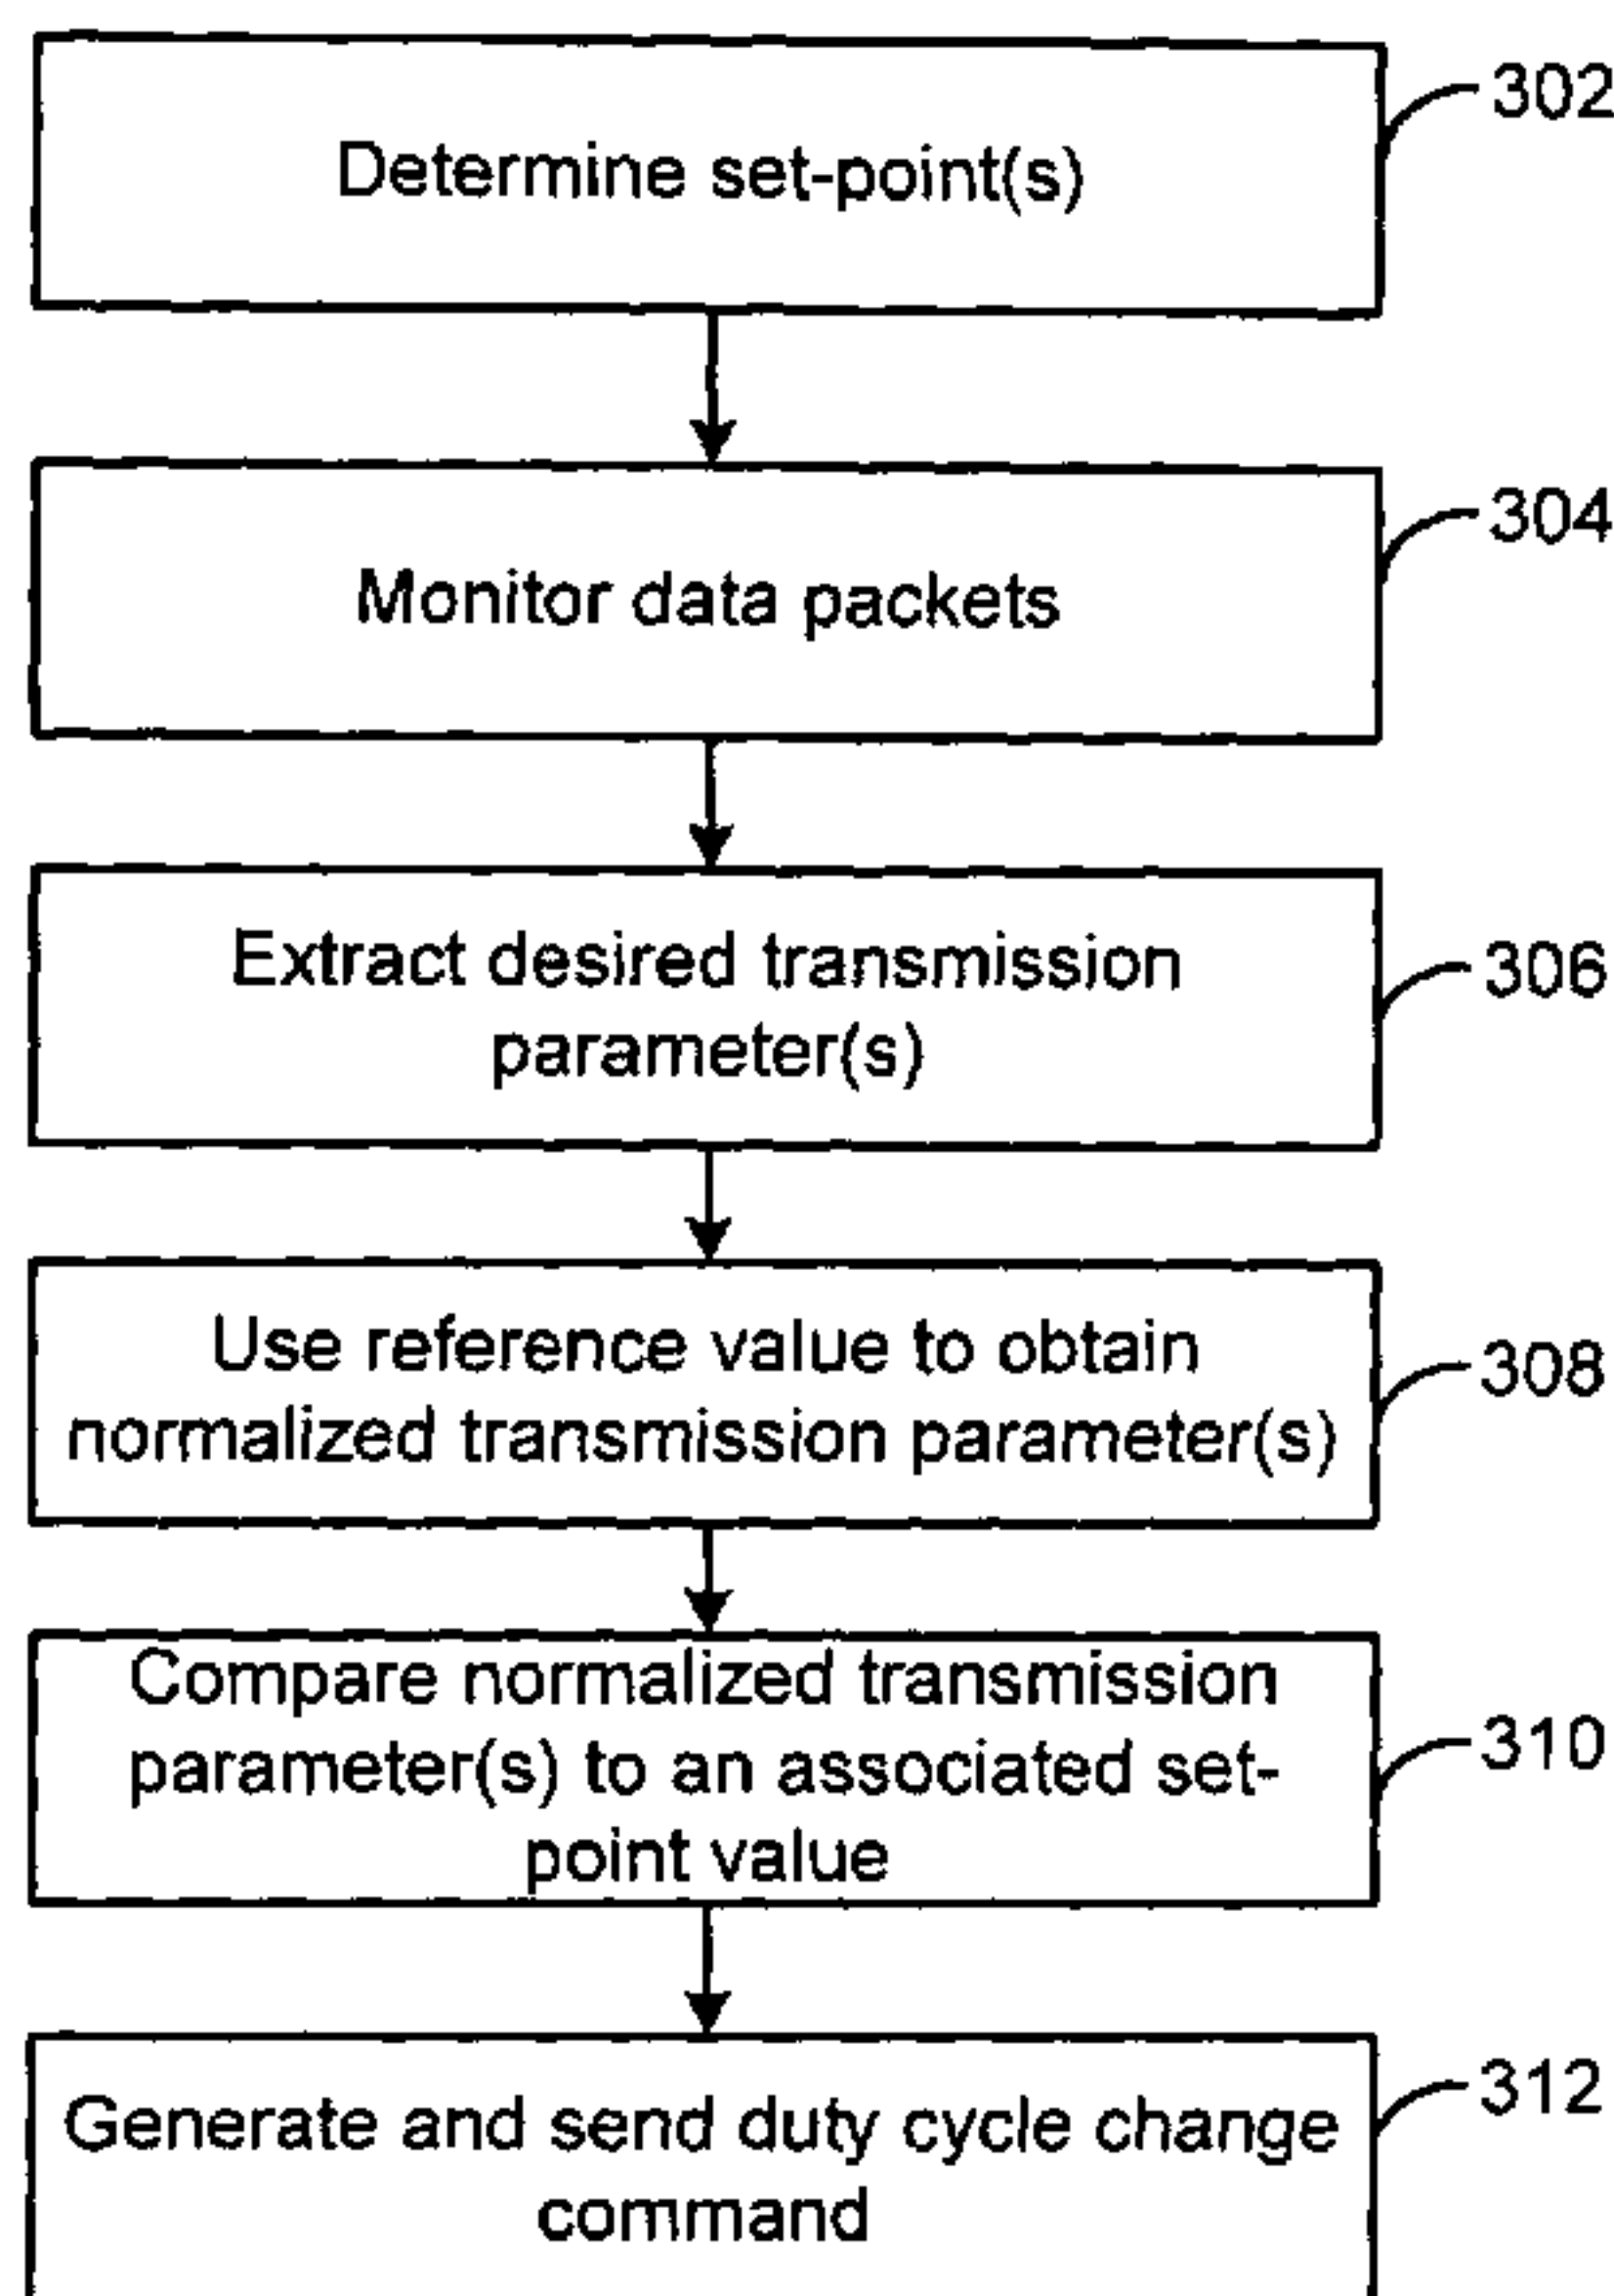 Determine set-point(s)
302
Monitor data packets
304
Extract desired transmission
parameter(s)
306
Use reference value to obtain
normalized transmission parameter(s)
308
Compare normalized transmission
parameter(s) to an associated set-
point value
310
Generate and send duty cycle change
command
312